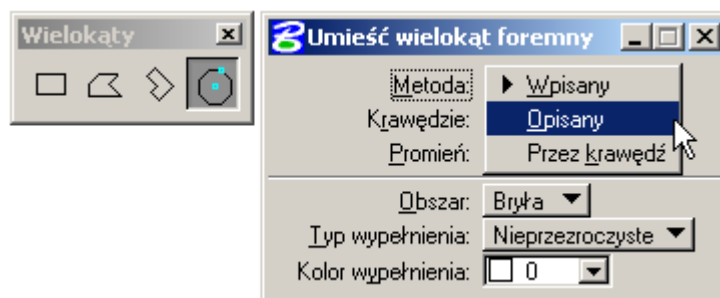 Wielokąty
Umieść wielokąt foremny
Metoda: Wpisany
Krawędzie: Opisany
Promień: Przez krawędź
Obszar: Bryła
Typ wypełnienia: Nieprzezroczyste
Kolor wypełnienia: 0